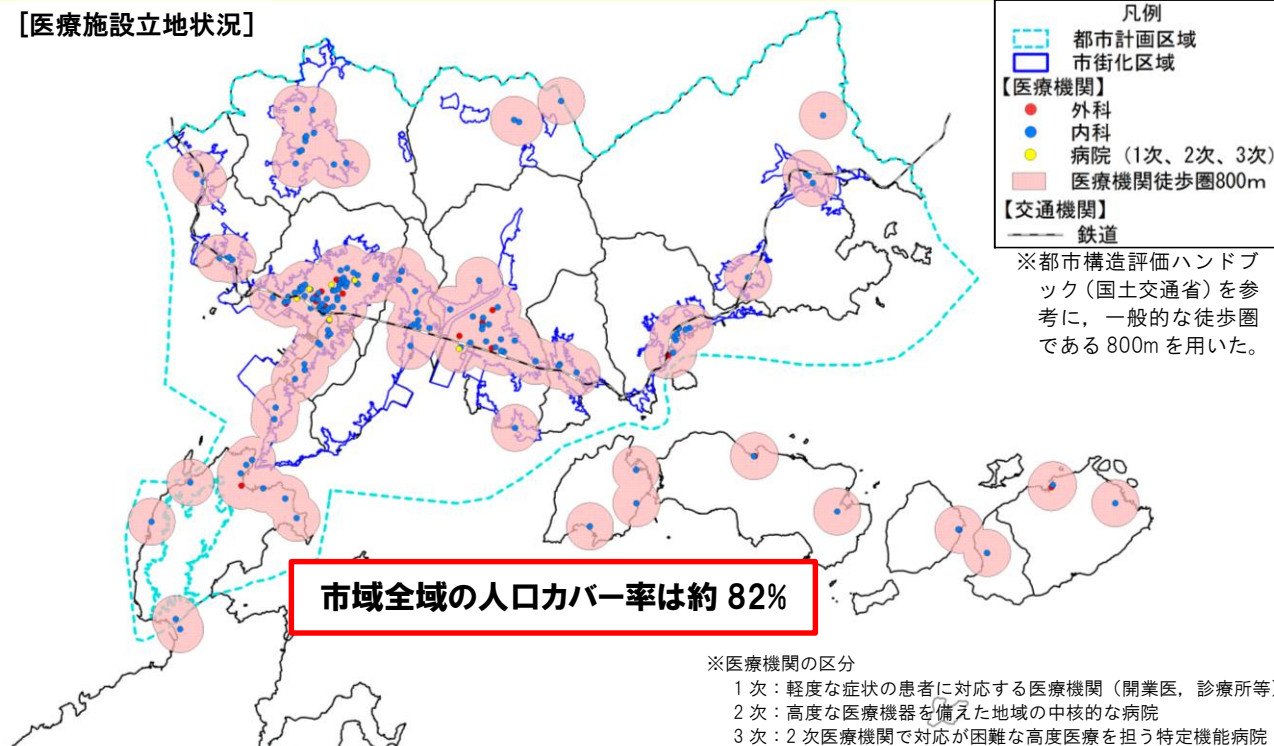 [医療施設立地状況]
凡例
都市計画区域
市街化区域
【医療機関】
外科
内科
病院（1次、2次、3次）
医療機関徒歩圏800m
【交通機関】
鉄道
※都市構造評価ハンドブ
ック（国土交通省）を参
考に，一般的な徒歩圏
である 800m を用いた。
市域全域の人口カバー率は約 82%
※医療機関の区分
1 次：軽度な症状の患者に対応する医療機関（開業医，診療所等）
2 次：高度な医療機器を備えた地域の中核的な病院
3 次：2 次医療機関で対応が困難な高度医療を担う特定機能病院